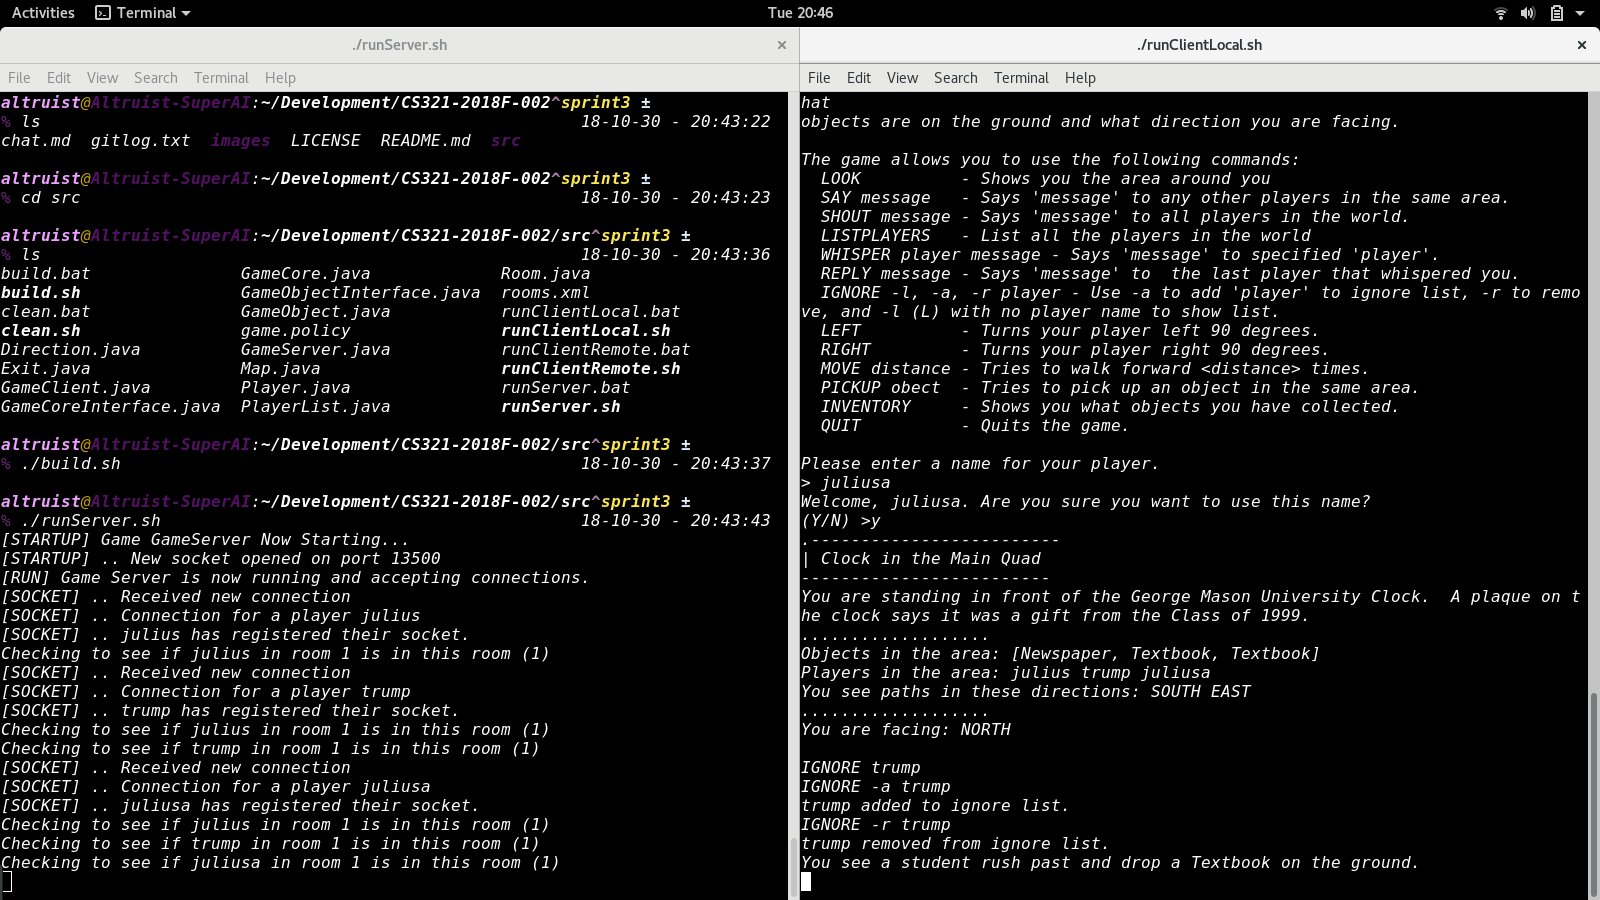 Activities Terminal Tue 20:46
./runServer.sh
File Edit View Search Terminal Help
altruist@Altruist-SuperAI:~/Development/CS321-2018F-002^sprint3 ±
% ls 18-10-30 - 20:43:22
chat.md gitlog.txt images LICENSE README.md src
altruist@Altruist-SuperAI:~/Development/CS321-2018F-002^sprint3 ±
% cd src 18-10-30 - 20:43:23
altruist@Altruist-SuperAI:~/Development/CS321-2018F-002/src^sprint3 ±
% ls 18-10-30 - 20:43:36
build.bat GameCore.java Room.java
build.sh GameObjectInterface.java rooms.xml
clean.bat GameObject.java runClientLocal.bat
clean.sh game.policy runClientLocal.sh
Direction.java GameServer.java runClientRemote.bat
Exit.java Map.java runClientRemote.sh
GameClient.java Player.java runServer.bat
GameCoreInterface.java PlayerList.java runServer.sh
altruist@Altruist-SuperAI:~/Development/CS321-2018F-002/src^sprint3 ±
% ./build.sh 18-10-30 - 20:43:37
altruist@Altruist-SuperAI:~/Development/CS321-2018F-002/src^sprint3 ±
% ./runServer.sh 18-10-30 - 20:43:43
[STARTUP] Game GameServer Now Starting...
[STARTUP] .. New socket opened on port 13500
[RUN] Game Server is now running and accepting connections.
[SOCKET] .. Received new connection
[SOCKET] .. Connection for a player julius
[SOCKET] .. julius has registered their socket.
Checking to see if julius in room 1 is in this room (1)
[SOCKET] .. Received new connection
[SOCKET] .. Connection for a player trump
[SOCKET] .. trump has registered their socket.
Checking to see if julius in room 1 is in this room (1)
Checking to see if trump in room 1 is in this room (1)
[SOCKET] .. Received new connection
[SOCKET] .. Connection for a player juliusa
[SOCKET] .. juliusa has registered their socket.
Checking to see if julius in room 1 is in this room (1)
Checking to see if trump in room 1 is in this room (1)
Checking to see if juliusa in room 1 is in this room (1)
./runClientLocal.sh
File Edit View Search Terminal Help
hat
objects are on the ground and what direction you are facing.
The game allows you to use the following commands:
LOOK - Shows you the area around you
SAY message - Says 'message' to any other players in the same area.
SHOUT message - Says 'message' to all players in the world.
LISTPLAYERS - List all the players in the world
WHISPER player message - Says 'message' to specified 'player'.
REPLY message - Says 'message' to  the last player that whispered you.
IGNORE -l, -a, -r player - Use -a to add 'player' to ignore list, -r to remo
ve, and -l (L) with no player name to show list.
LEFT - Turns your player left 90 degrees.
RIGHT - Turns your player right 90 degrees.
MOVE distance - Tries to walk forward <distance> times.
PICKUP obect - Tries to pick up an object in the same area.
INVENTORY - Shows you what objects you have collected.
QUIT - Quits the game.
Please enter a name for your player.
> juliusa
Welcome, juliusa. Are you sure you want to use this name?
(Y/N) >y
.-------------------------
| Clock in the Main Quad
-------------------------
You are standing in front of the George Mason University Clock.  A plaque on t
he clock says it was a gift from the Class of 1999.
...................
Objects in the area: [Newspaper, Textbook, Textbook]
Players in the area: julius trump juliusa
You see paths in these directions: SOUTH EAST
...................
You are facing: NORTH
IGNORE trump
IGNORE -a trump
trump added to ignore list.
IGNORE -r trump
trump removed from ignore list.
You see a student rush past and drop a Textbook on the ground.